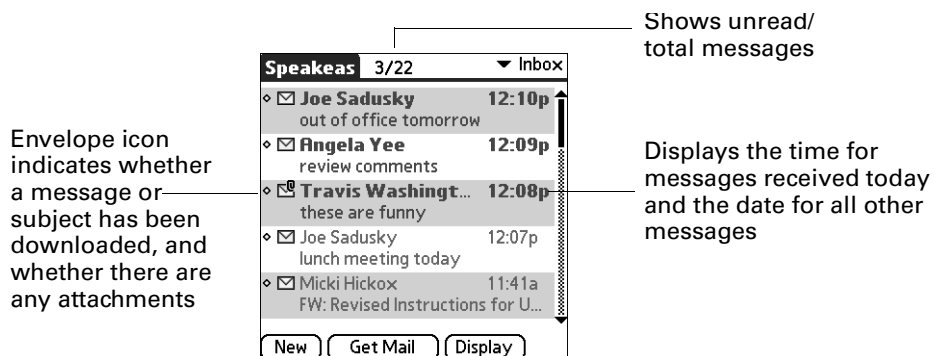 Shows unread/
total messages
Speakeas 3/22 Inbox
Joe Sadusky 12:10p
out of office tomorrow
Angela Yee 12:09p
review comments
Travis Washingt... 12:08p
these are funny
Joe Sadusky 12:07p
lunch meeting today
Micki Hickox 11:41a
FW: Revised Instructions for U...
New Get Mail Display
Envelope icon
indicates whether
a message or
subject has been
downloaded, and
whether there are
any attachments
Displays the time for
messages received today
and the date for all other
messages